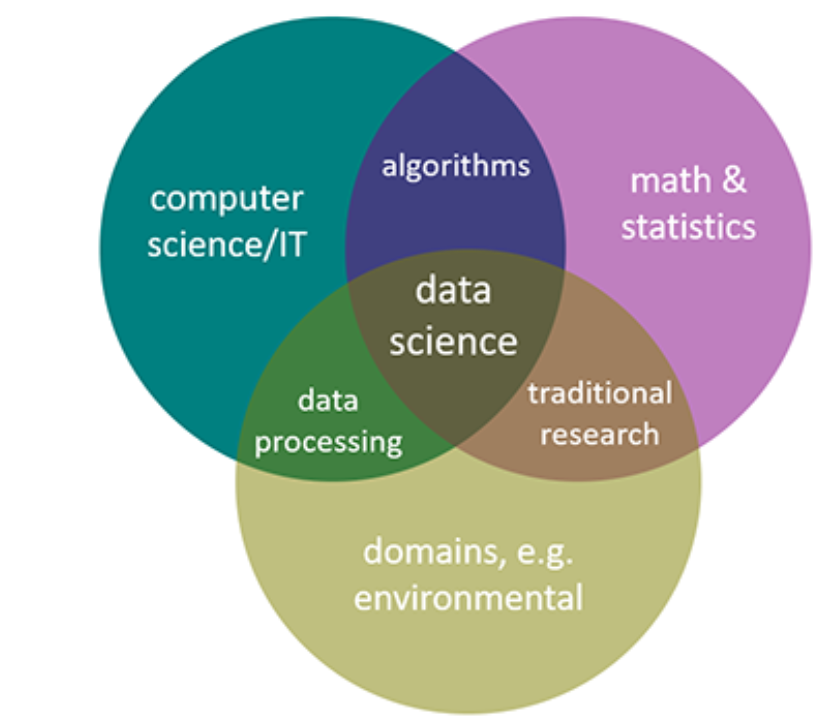 computer
science/IT
algorithms
math &
statistics
data
science
data
processing
traditional
research
domains, e.g.
environmental